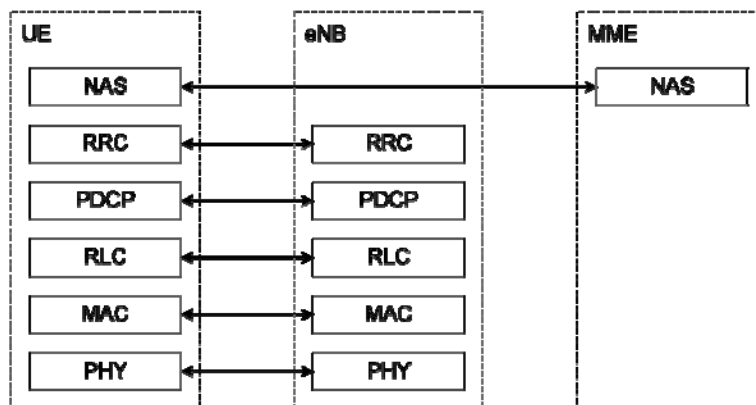 UE eNB MME
NAS NAS
RRC RRC
PDCP PDCP
RLC RLC
MAC MAC
PHY PHY